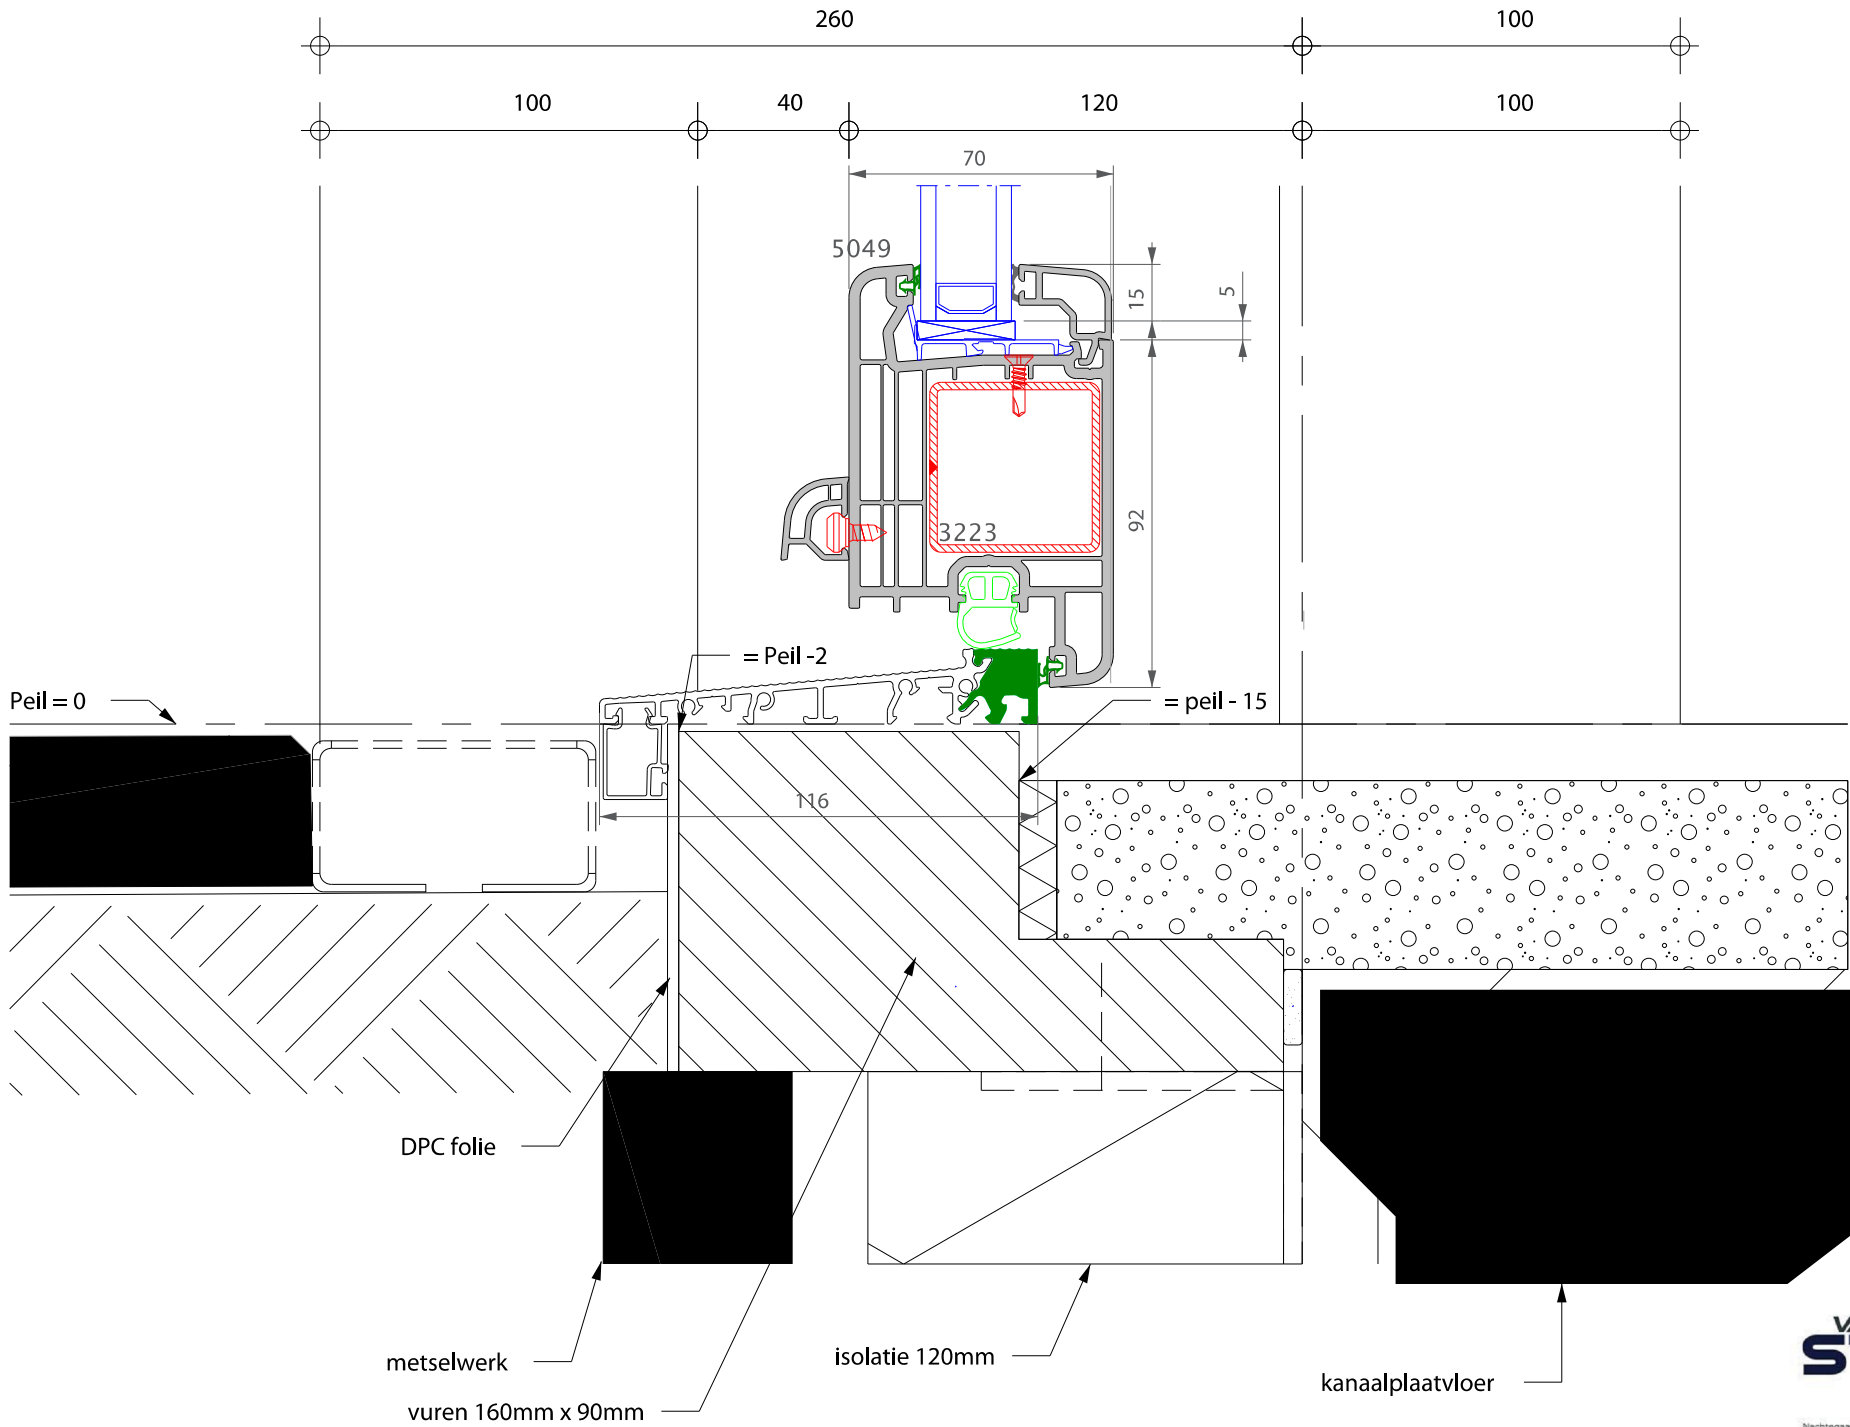 260
100
100
40
120
100
70
5049
15
5
92
3223
= Peil -2
Peil = 0
= peil - 15
116
DPC folie
metselwerk
isolatie 120mm
kanaalplaatvloer
vuren 160mm x 90mm